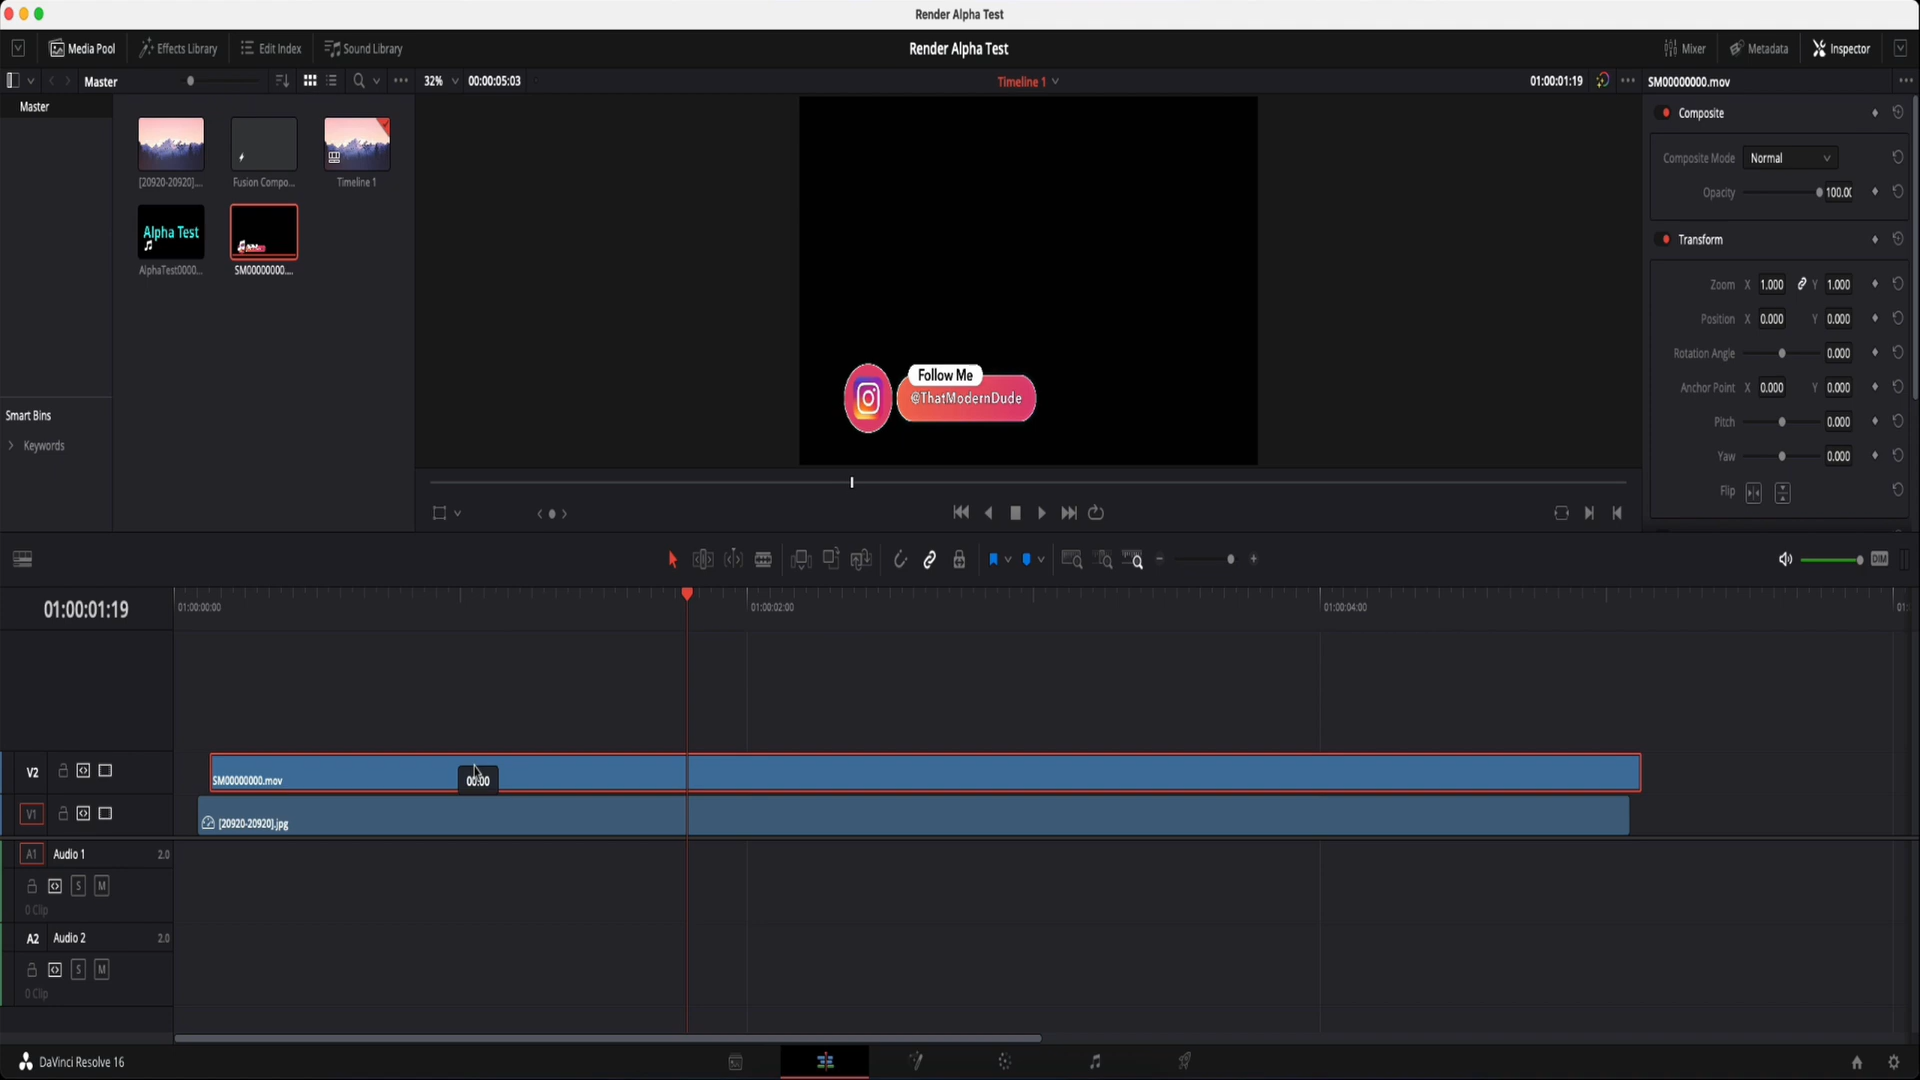 Render Alpha Test
Media Pool
Effects Library
Edit Index
Sound Library
Render Alpha Test
Mixer
Metadata
Inspector
Master
32%
00:00:05:03
Timeline 1
01:00:01:19
SM00000000.mov
Master
[20920-20920]....
Fusion Compo...
Timeline 1
Alpha Test
AlphaTest0000...
SM00000000....
Smart Bins
Keywords
Follow Me
@ThatModernDude
Composite
Composite Mode Normal
Opacity 100.00
Transform
Zoom X 1.000 Y 1.000
Position X 0.000 Y 0.000
Rotation Angle 0.000
Anchor Point X 0.000 Y 0.000
Pitch 0.000
Yaw 0.000
Flip
DIM
01:00:01:19
01:00:00:00
01:00:02:00
01:00:04:00
01:
V2
SM00000000.mov
00:00
V1
[20920-20920].jpg
A1 Audio 1 2.0
S M
0 Clip
A2 Audio 2 2.0
S M
0 Clip
DaVinci Resolve 16